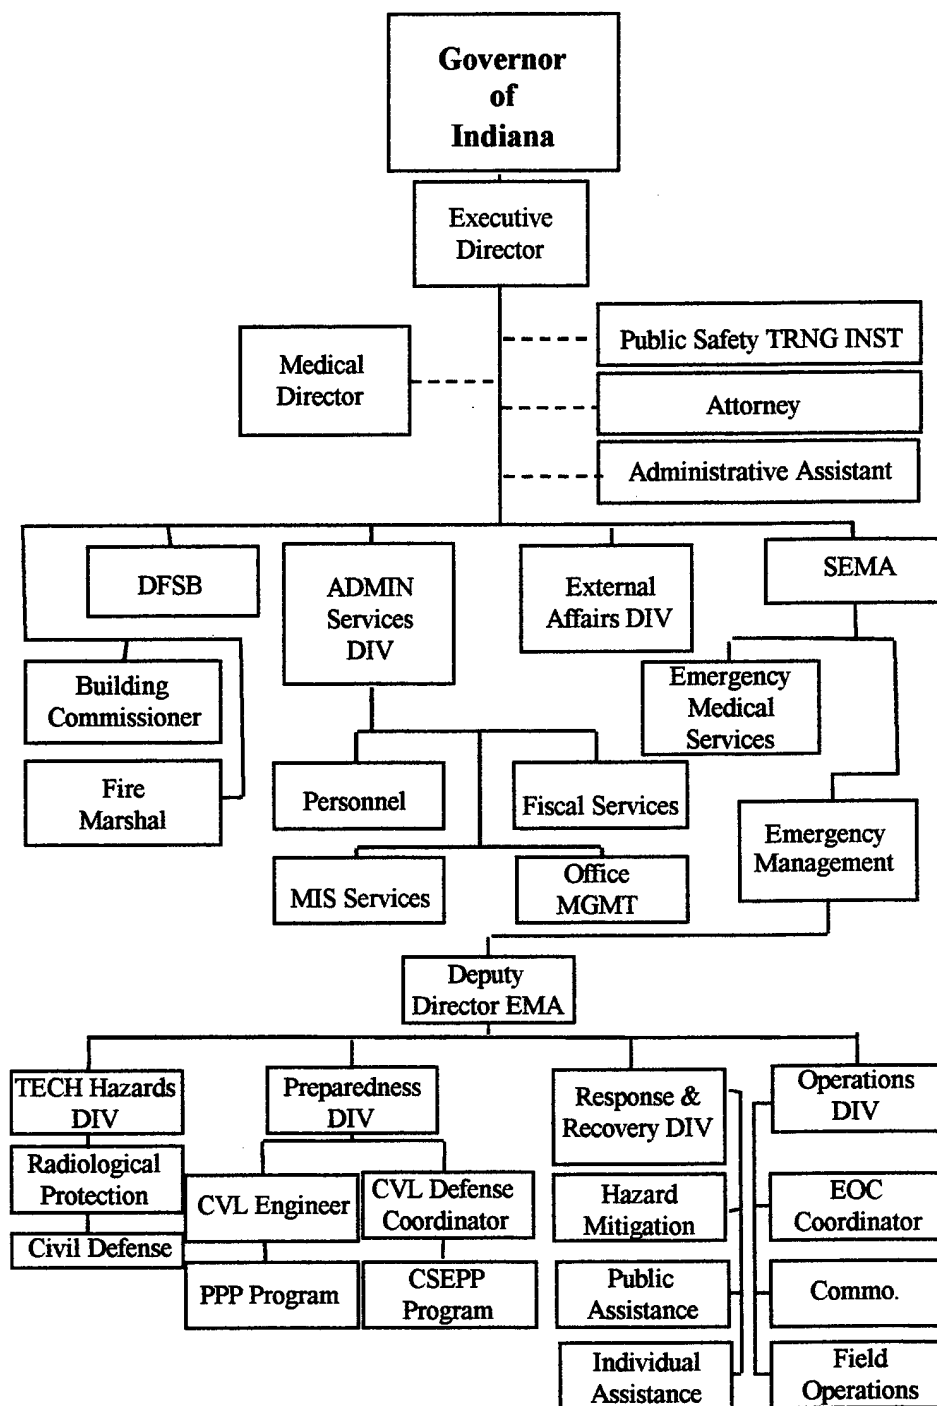 Governor
of
Indiana
Executive
Director
Medical
Director
Public Safety TRNG INST
Attorney
Administrative Assistant
DFSB
ADMIN
Services
DIV
External
Affairs DIV
SEMA
Building
Commissioner
Fire
Marshal
Emergency
Medical
Services
Personnel
Fiscal Services
MIS Services
Office
MGMT
Emergency
Management
Deputy
Director EMA
TECH Hazards
DIV
Preparedness
DIV
Response &
Recovery DIV
Operations
DIV
Radiological
Protection
Civil Defense
CVL Engineer
CVL Defense
Coordinator
PPP Program
CSEPP
Program
Hazard
Mitigation
Public
Assistance
Individual
Assistance
EOC
Coordinator
Commo.
Field
Operations